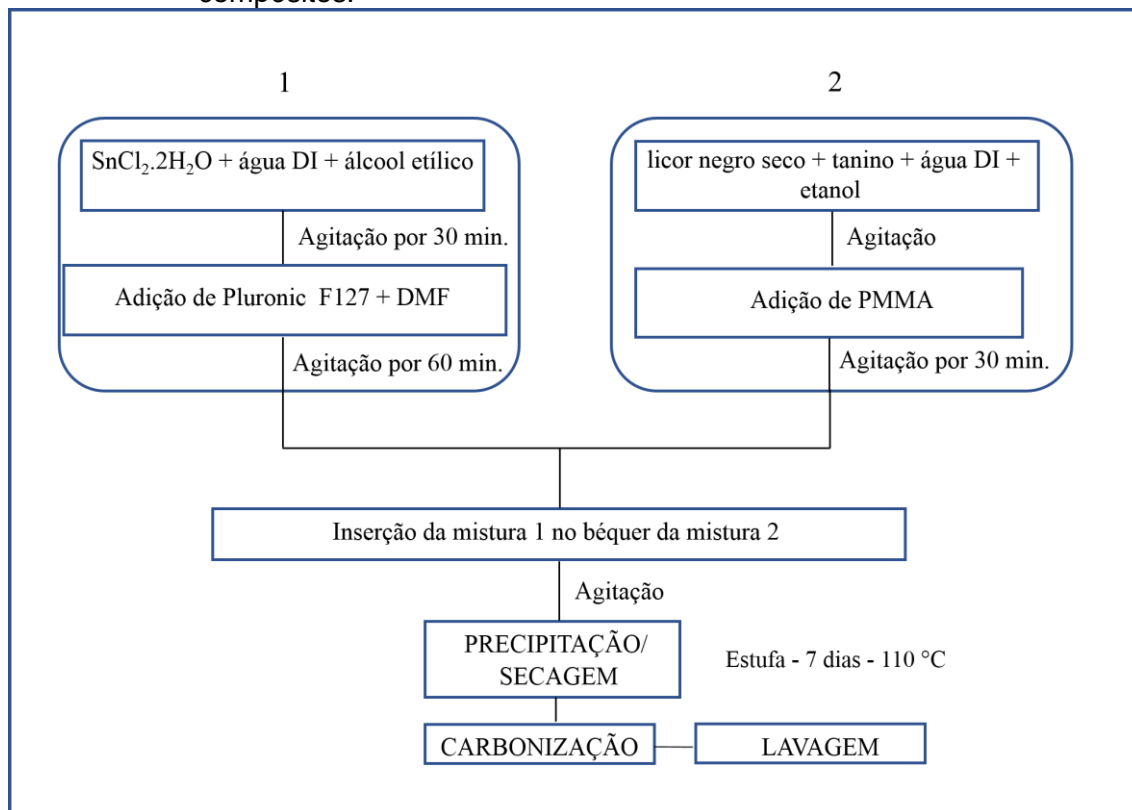 compósitos.
1
SnCl₂.2H₂O + água DI + álcool etílico
Agitação por 30 min.
Adição de Pluronic F127 + DMF
Agitação por 60 min.
2
licor negro seco + tanino + água DI +
etanol
Agitação
Adição de PMMA
Agitação por 30 min.
Inserção da mistura 1 no béquer da mistura 2
Agitação
PRECIPITAÇÃO/
SECAGEM
Estufa - 7 dias - 110 °C
CARBONIZAÇÃO
LAVAGEM